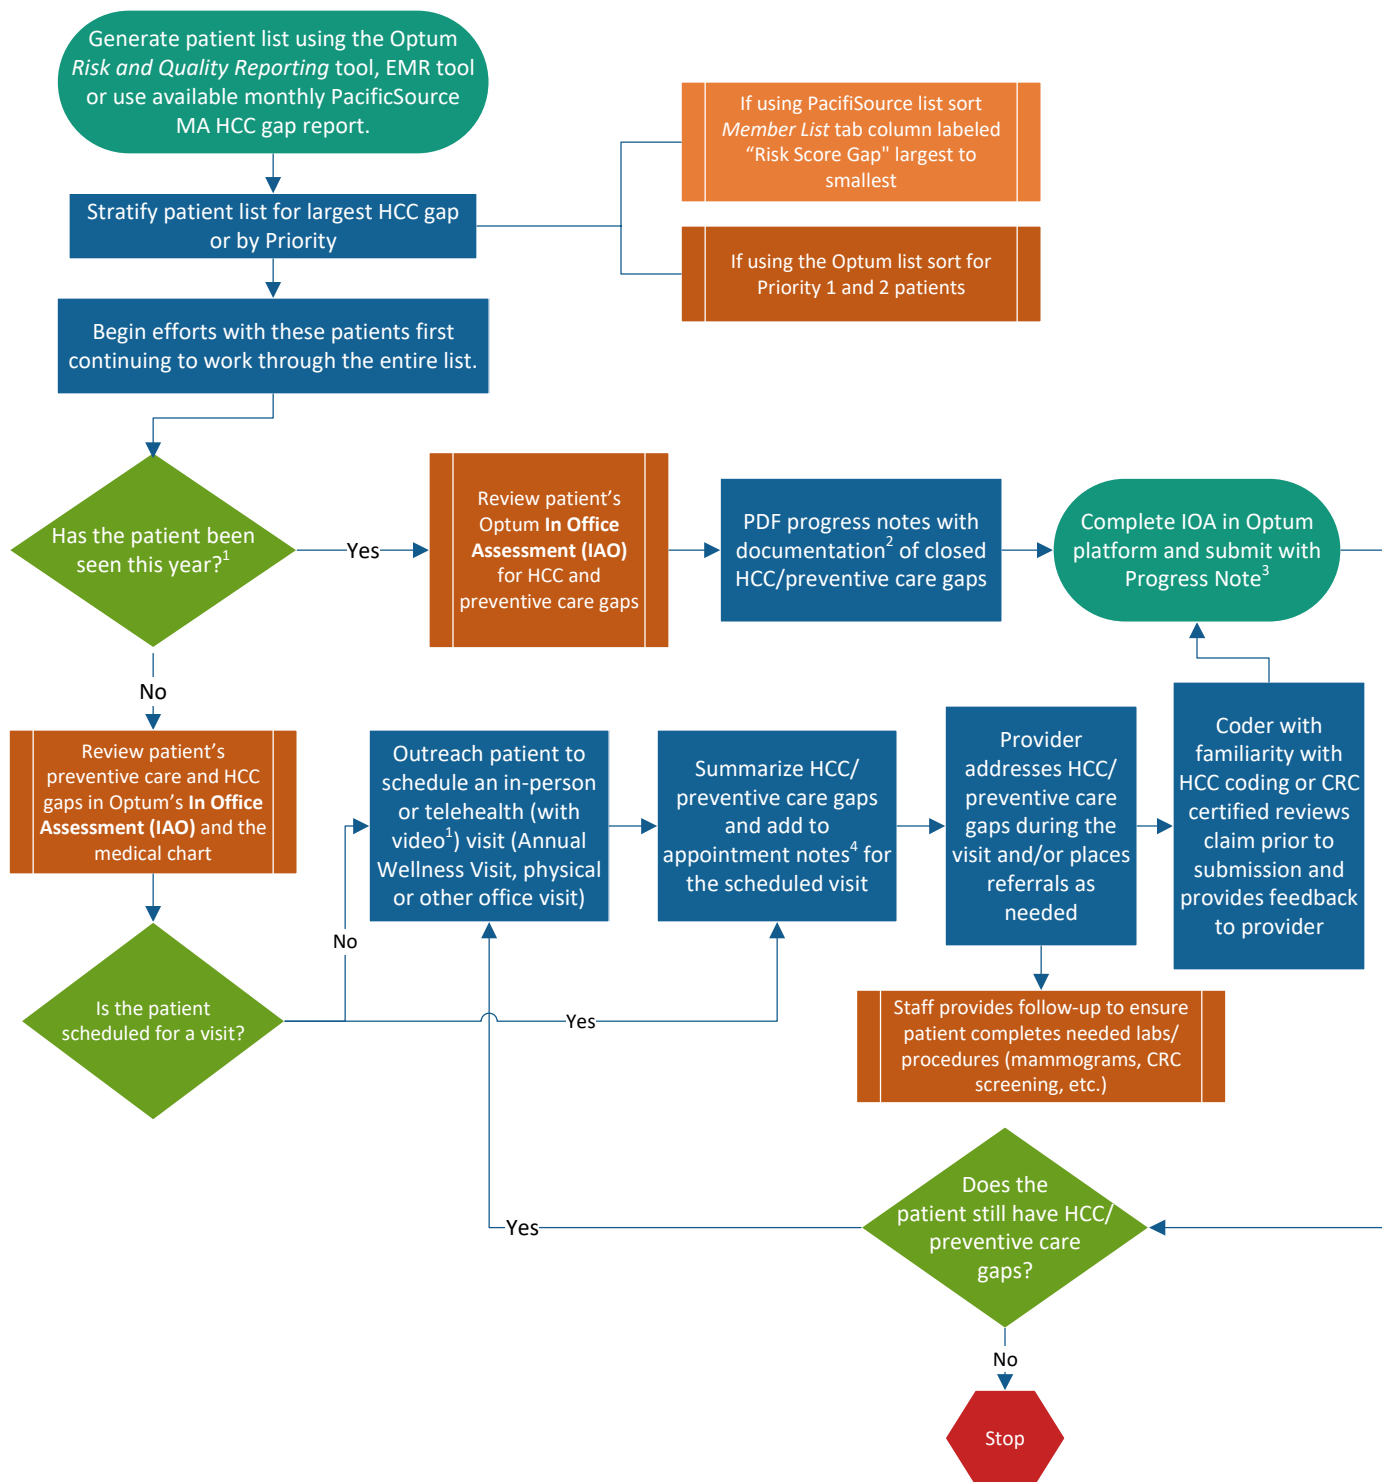 Generate patient list using the Optum
Risk and Quality Reporting tool, EMR tool
or use available monthly PacificSource
MA HCC gap report.
If using PacifiSource list sort
Member List tab column labeled
“Risk Score Gap" largest to
smallest
Stratify patient list for largest HCC gap
or by Priority
If using the Optum list sort for
Priority 1 and 2 patients
Begin efforts with these patients first
continuing to work through the entire list.
Has the patient been
seen this year?1
Yes
Review patient’s
Optum In Office
Assessment (IAO)
for HCC and
preventive care gaps
PDF progress notes with
documentation2 of closed
HCC/preventive care gaps
Complete IOA in Optum
platform and submit with
Progress Note3
No
Review patient’s
preventive care and HCC
gaps in Optum’s In Office
Assessment (IAO) and the
medical chart
Outreach patient to
schedule an in-person
or telehealth (with
video1) visit (Annual
Wellness Visit, physical
or other office visit)
Summarize HCC/
preventive care gaps
and add to
appointment notes4 for
the scheduled visit
Provider
addresses HCC/
preventive care
gaps during the
visit and/or places
referrals as
needed
Coder with
familiarity with
HCC coding or CRC
certified reviews
claim prior to
submission and
provides feedback
to provider
No
Is the patient
scheduled for a visit?
Yes
Staff provides follow-up to ensure
patient completes needed labs/
procedures (mammograms, CRC
screening, etc.)
Does the
patient still have HCC/
preventive care
gaps?
Yes
No
Stop